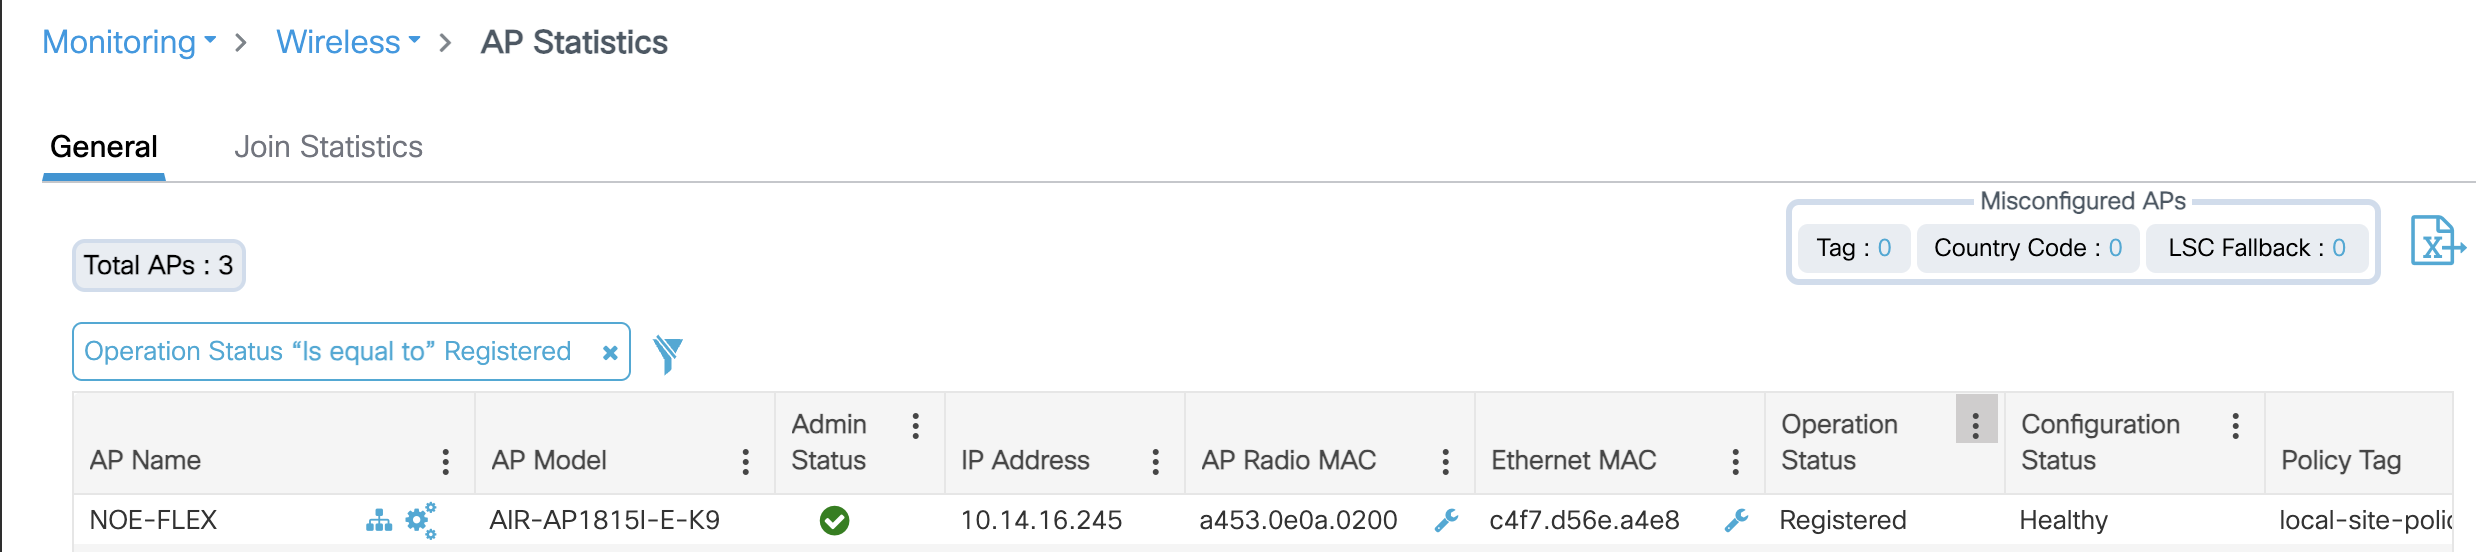 Monitoring > Wireless > AP Statistics
General Join Statistics
Misconfigured APs
Total APs : 3 Tag : 0 Country Code : 0 LSC Fallback : 0
Operation Status “Is equal to” Registered
AP Name AP Model Admin Status IP Address AP Radio MAC Ethernet MAC Operation Status Configuration Status Policy Tag
NOE-FLEX AIR-AP1815I-E-K9 10.14.16.245 a453.0e0a.0200 c4f7.d56e.a4e8 Registered Healthy local-site-polic